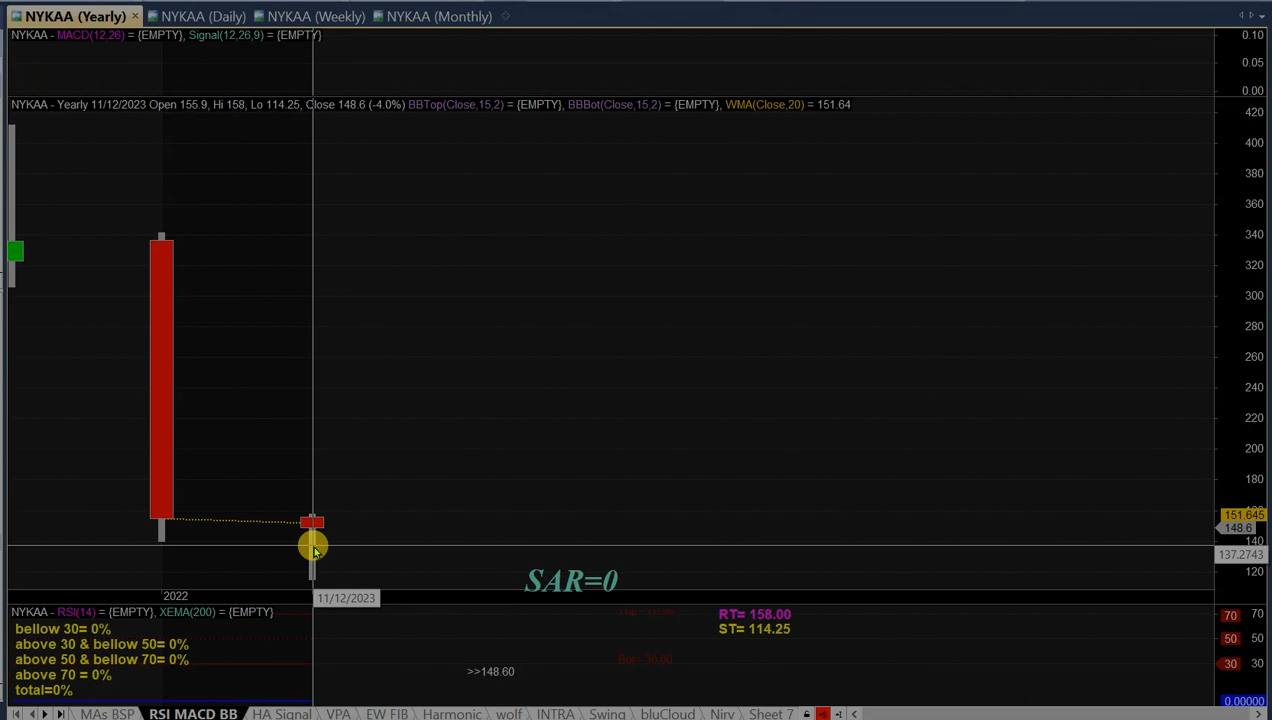 NYKAA (Yearly) × NYKAA (Daily) NYKAA (Weekly) NYKAA (Monthly)
NYKAA - MACD(12,26) = {EMPTY}, Signal(12,26,9) = {EMPTY}
0.10
0.05
0.00
NYKAA - Yearly 11/12/2023 Open 155.9, Hi 158, Lo 114.25, Close 148.6 (-4.0%) BBTop(Close,15,2) = {EMPTY}, BBBot(Close,15,2) = {EMPTY}, WMA(Close,20) = 151.64
420
400
380
360
340
320
300
280
260
240
220
200
180
151.645
148.6
140
137.2743
120
SAR=0
2022
11/12/2023
NYKAA - RSI(14) = {EMPTY}, XEMA(200) = {EMPTY}
bellow 30= 0%
above 30 & bellow 50= 0%
above 50 & bellow 70= 0%
above 70 = 0%
total=0%
RT= 158.00
ST= 114.25
>>148.60
Bot= 30.00
70 70
50 50
30 30
0.00000
MAs BSP RSI MACD BB HA Signal VPA EW FIB Harmonic wolf INTRA Swing bluCloud Nirv Sheet 7